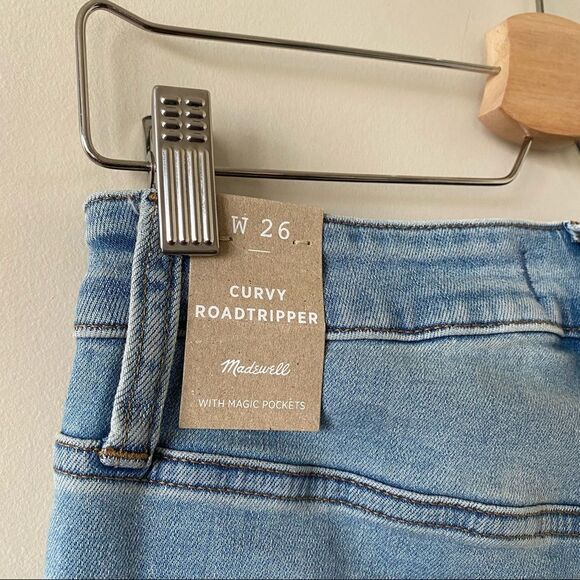 W 26
CURVY
ROADTRIPPER
Madewell
WITH MAGIC POCKETS